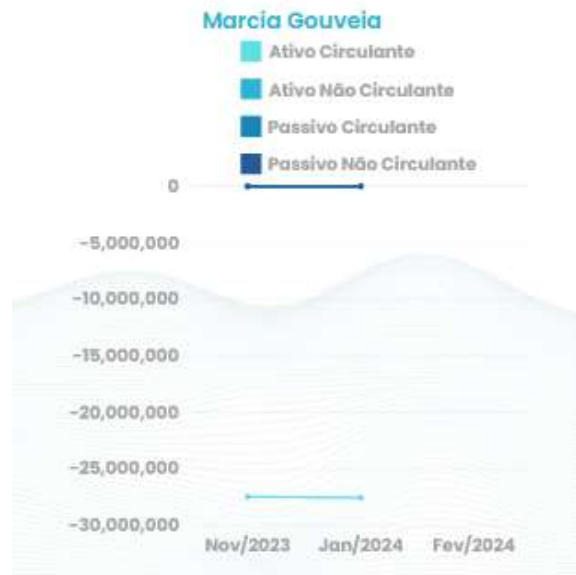 Marcia Gouveia
Ativo Circulante
Ativo Não Circulante
Passivo Circulante
Passivo Não Circulante
0
-5,000,000
-10,000,000
-15,000,000
-20,000,000
-25,000,000
-30,000,000
Nov/2023 Jan/2024 Fev/2024